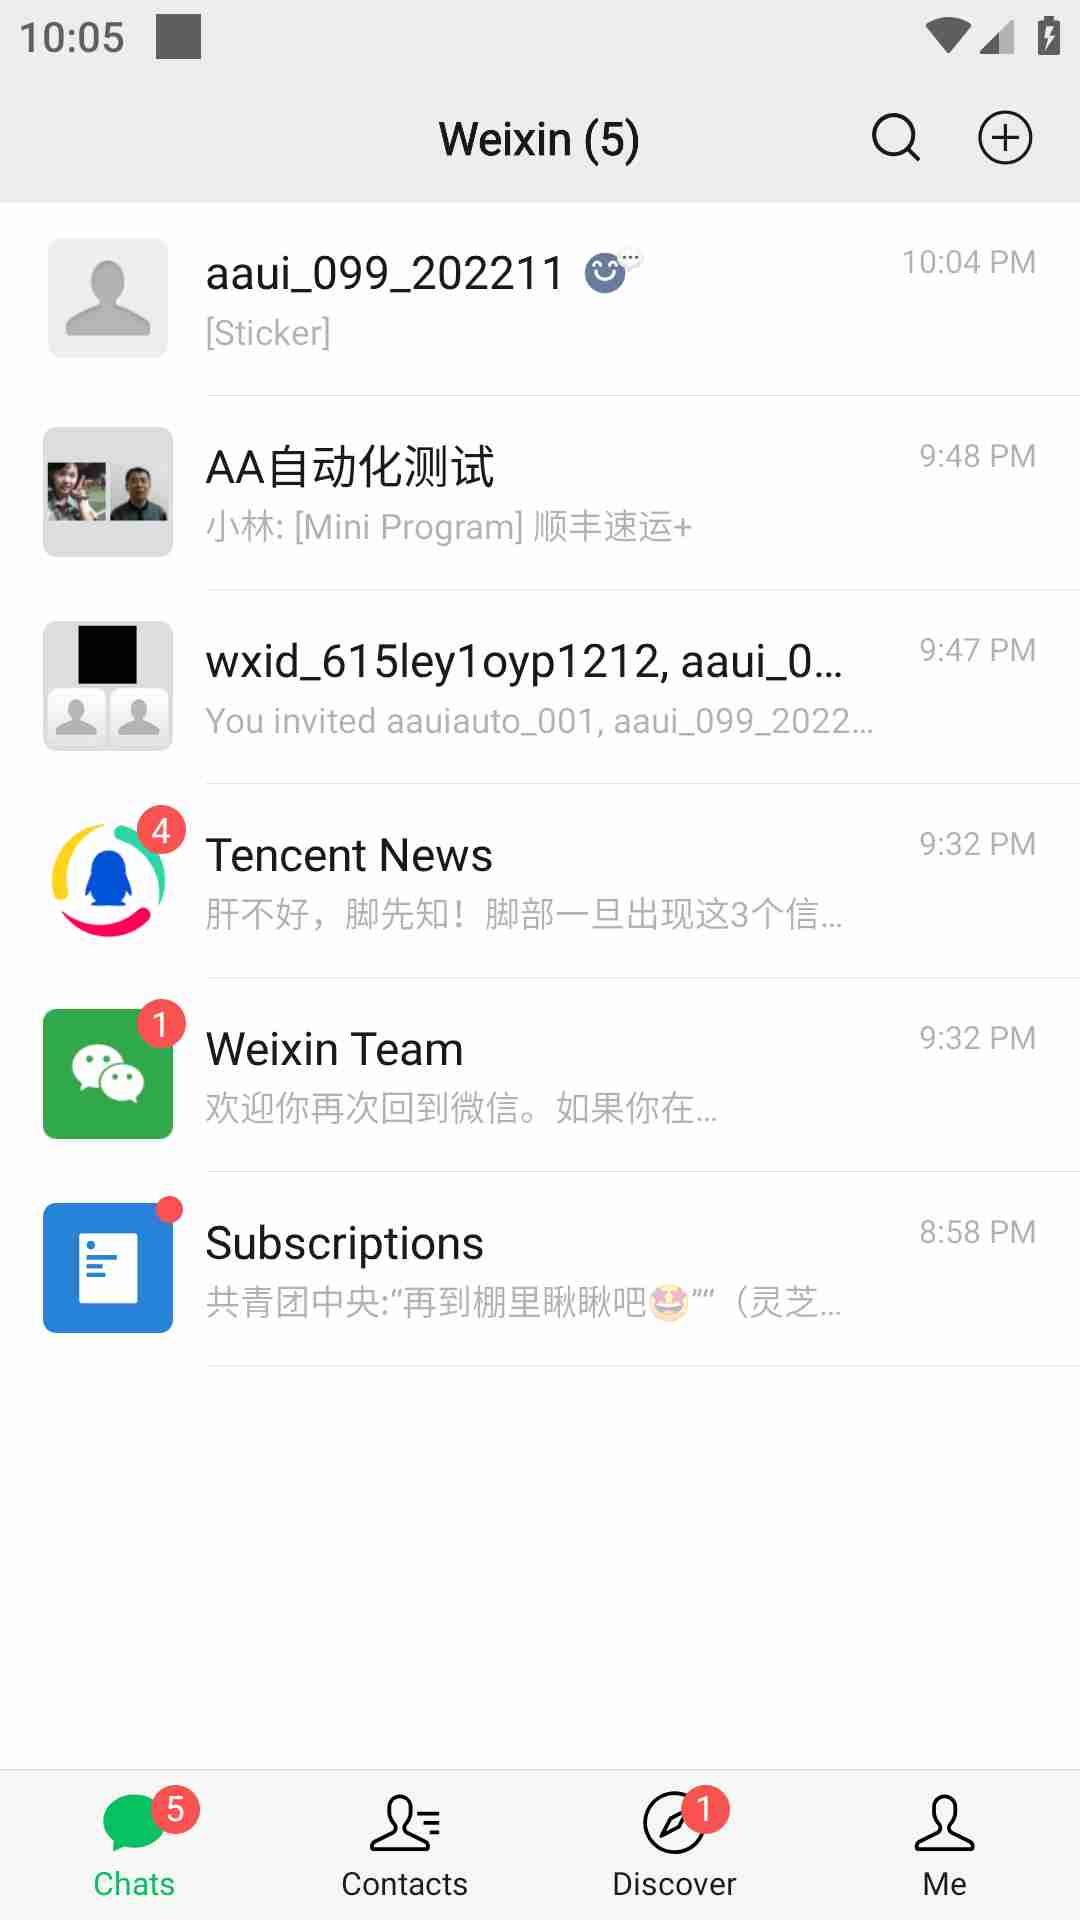 10:05
Weixin (5)
aaui_099_202211
10:04 PM
[Sticker]
AA自动化测试
9:48 PM
小林: [Mini Program] 顺丰速运+
wxid_615ley1oyp1212, aaui_0...
9:47 PM
You invited aauiauto_001, aaui_099_2022...
4
Tencent News
9:32 PM
肝不好，脚先知！脚部一旦出现这3个信...
1
Weixin Team
9:32 PM
欢迎你再次回到微信。如果你在...
Subscriptions
8:58 PM
共青团中央:“再到棚里瞅瞅吧🤩”“（灵芝...
5
1
Chats
Contacts
Discover
Me